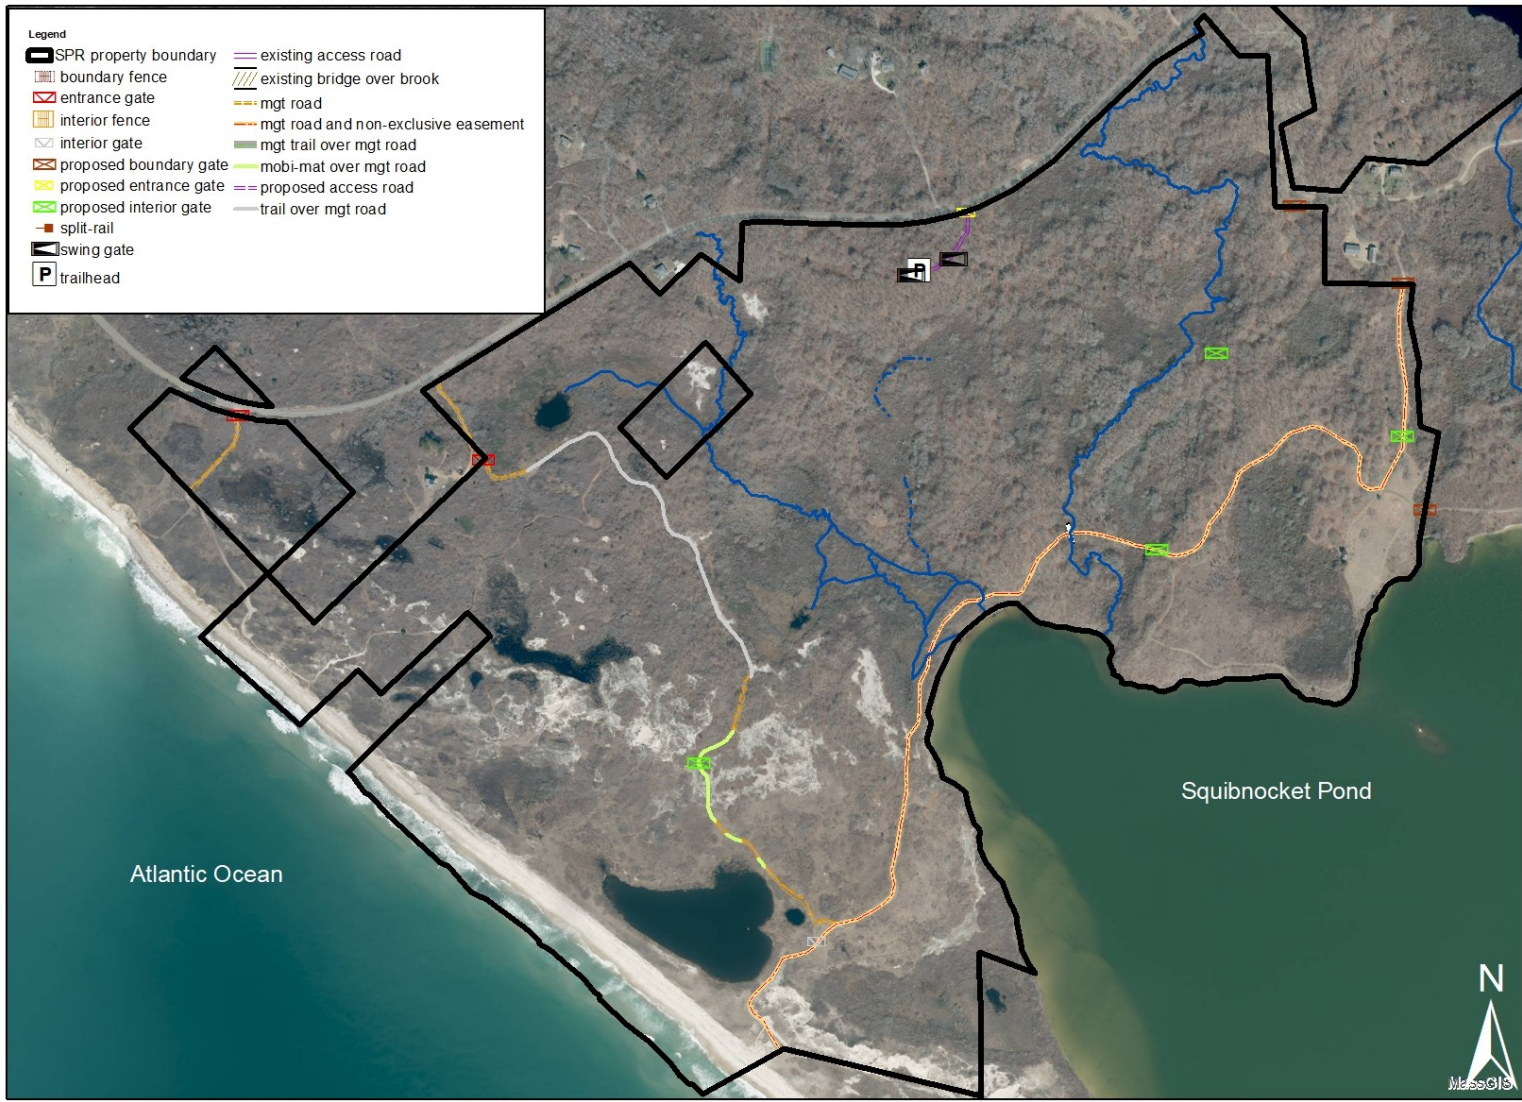 Legend
SPR property boundary
boundary fence
entrance gate
interior fence
interior gate
proposed boundary gate
proposed entrance gate
proposed interior gate
split-rail
swing gate
P trailhead
existing access road
existing bridge over brook
mgt road
mgt road and non-exclusive easement
mgt trail over mgt road
mobi-mat over mgt road
proposed access road
trail over mgt road
P
Squibnocket Pond
Atlantic Ocean
N
MassGIS